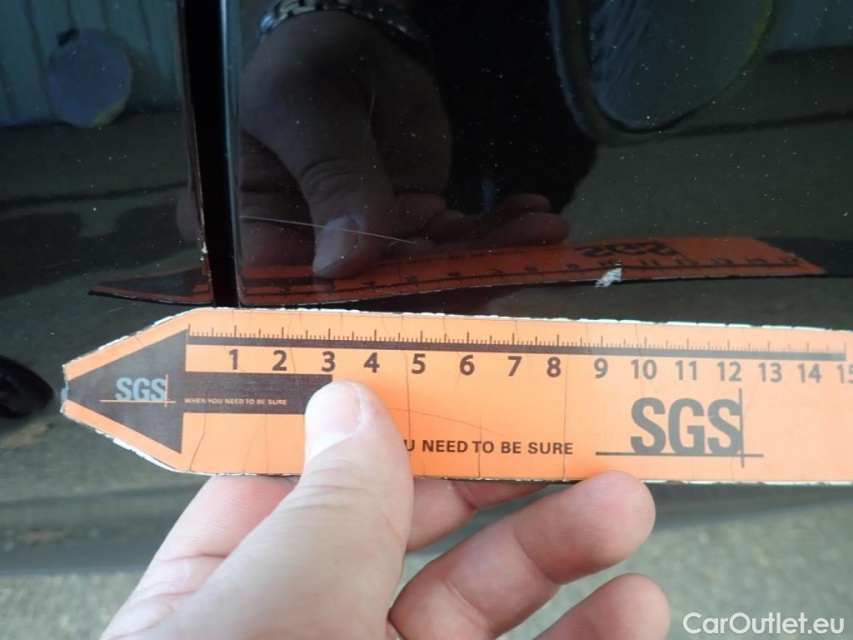 1 2 3 4 5 6 7 8 9 10 11 12 13 14 15
SGS
WHEN YOU NEED TO BE SURE
U NEED TO BE SURE
SGS
CarOutlet.eu